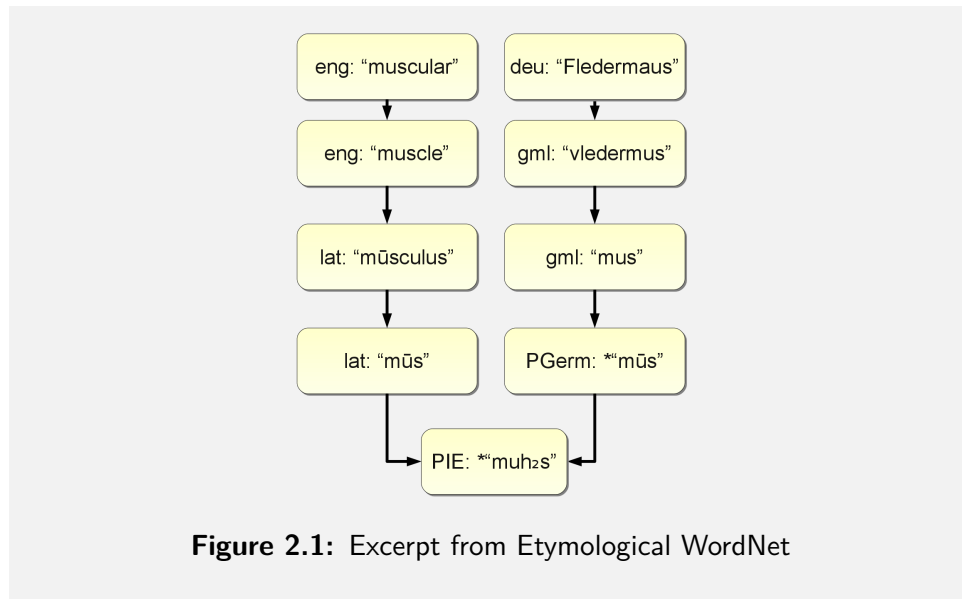 eng: “muscular”
deu: “Fledermaus”
eng: “muscle”
gml: “vledermus”
lat: “mūsculus”
gml: “mus”
lat: “mūs”
PGerm: *“mūs”
PIE: *“muh₂s”
Figure 2.1: Excerpt from Etymological WordNet